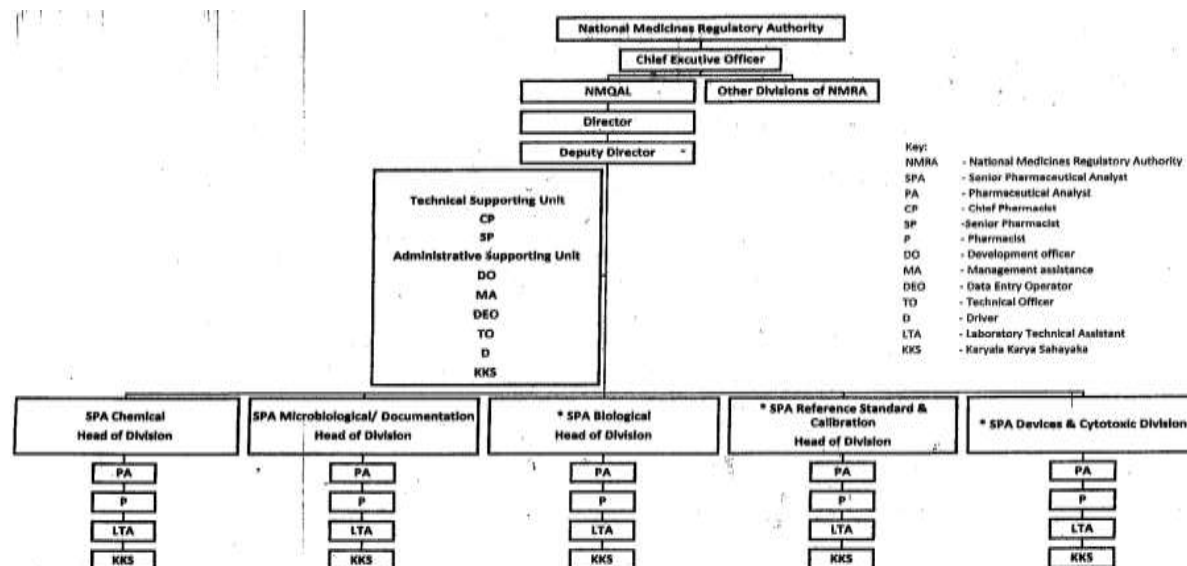 National Medicines Regulatory Authority
Chief Excutive Officer
NMQAL
Other Divisions of NMRA
Director
Deputy Director
Technical Supporting Unit
CP
SP
Administrative Supporting Unit
DO
MA
DEO
TO
D
KKS
Key:
NMRA - National Medicines Regulatory Authority
SPA - Senior Pharmaceutical Analyst
PA - Pharmaceutical Analyst
CP - Chief Pharmacist
SP -Senior Pharmacist
P - Pharmacist
DO - Development officer
MA - Management assistance
DEO - Data Entry Operator
TO - Technical Officer
D - Driver
LTA - Laboratory Technical Assistant
KKS - Karyala Karya Sahayaka
SPA Chemical
Head of Division
PA
P
LTA
KKS
SPA Microbiological/ Documentation
Head of Division
PA
P
LTA
KKS
* SPA Biological
Head of Division
PA
P
LTA
KKS
* SPA Reference Standard &
Calibration
Head of Division
PA
P
LTA
KKS
* SPA Devices & Cytotoxic Division
PA
P
LTA
KKS